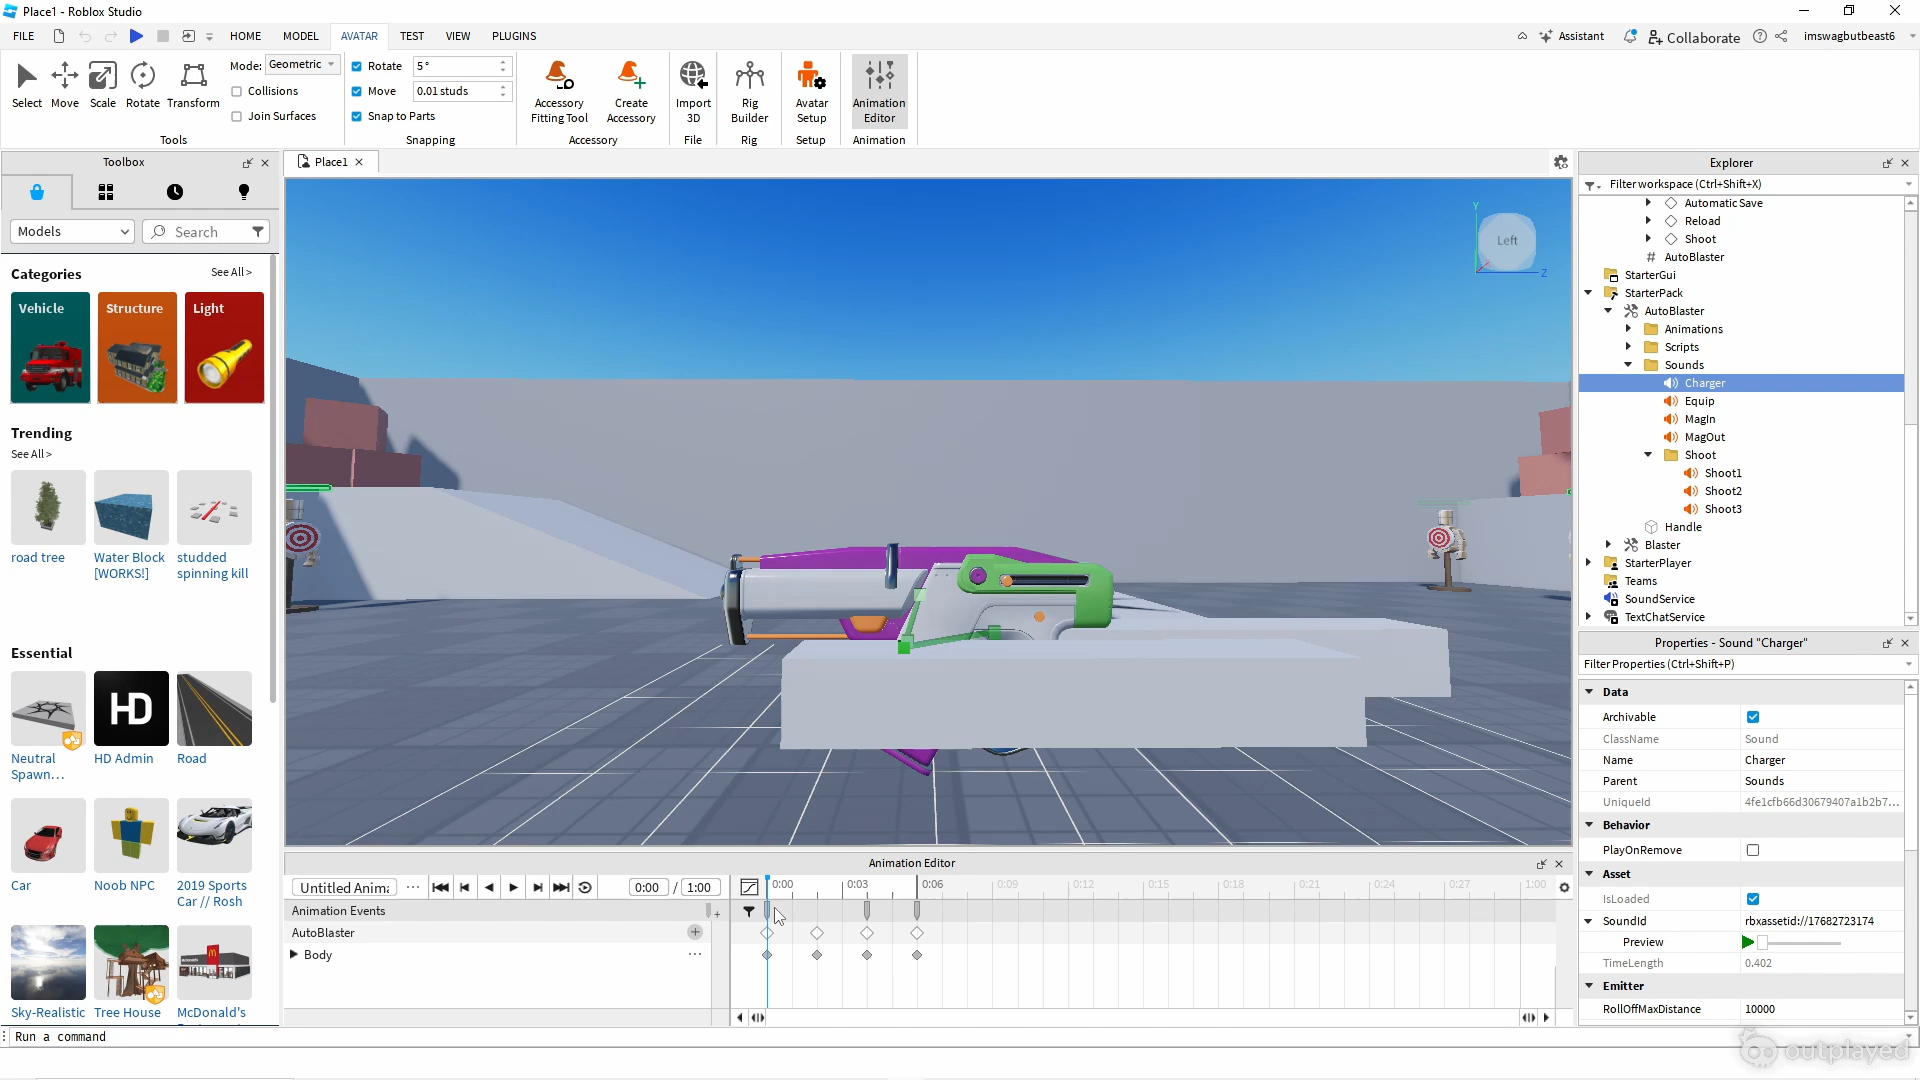 Place1 - Roblox Studio
FILE HOME MODEL AVATAR TEST VIEW PLUGINS Assistant Collaborate imswagbutbeast6
Select Move Scale Rotate Transform
Mode: Geometric
Collisions
Join Surfaces
Tools
Rotate 5°
Move 0.01 studs
Snap to Parts
Snapping
Accessory Fitting Tool
Create Accessory
Accessory
Import 3D
File
Rig Builder
Rig
Avatar Setup
Setup
Animation Editor
Animation
Toolbox
Models Search
Categories See All >
Vehicle Structure Light
Trending
See All >
road tree
Water Block [WORKS!]
studded spinning kill
Essential
HD
Neutral Spawn...
HD Admin
Road
Car
Noob NPC
2019 Sports Car // Rosh
McDonald's
Sky-Realistic Tree House McDonald's
Place1
Left
Y
Z
Explorer
Filter workspace (Ctrl+Shift+X)
Automatic Save
Reload
Shoot
AutoBlaster
StarterGui
StarterPack
AutoBlaster
Animations
Scripts
Sounds
Charger
Equip
MagIn
MagOut
Shoot
Shoot1
Shoot2
Shoot3
Handle
Blaster
StarterPlayer
Teams
SoundService
TextChatService
Properties - Sound "Charger"
Filter Properties (Ctrl+Shift+P)
Data
Archivable
ClassName Sound
Name Charger
Parent Sounds
UniqueId 4fe1cfb66d30679407a1b2b7...
Behavior
PlayOnRemove
Asset
IsLoaded
SoundId rbxassetid://17682723174
Preview
TimeLength 0.402
Emitter
RollOffMaxDistance 10000
Animation Editor
Untitled Anima ... 0:00 / 1:00
0:00 0:03 0:06 0:09 0:12 0:15 0:18 0:21 0:24 0:27 1:00
Animation Events
AutoBlaster
Body
Run a command
outplayed